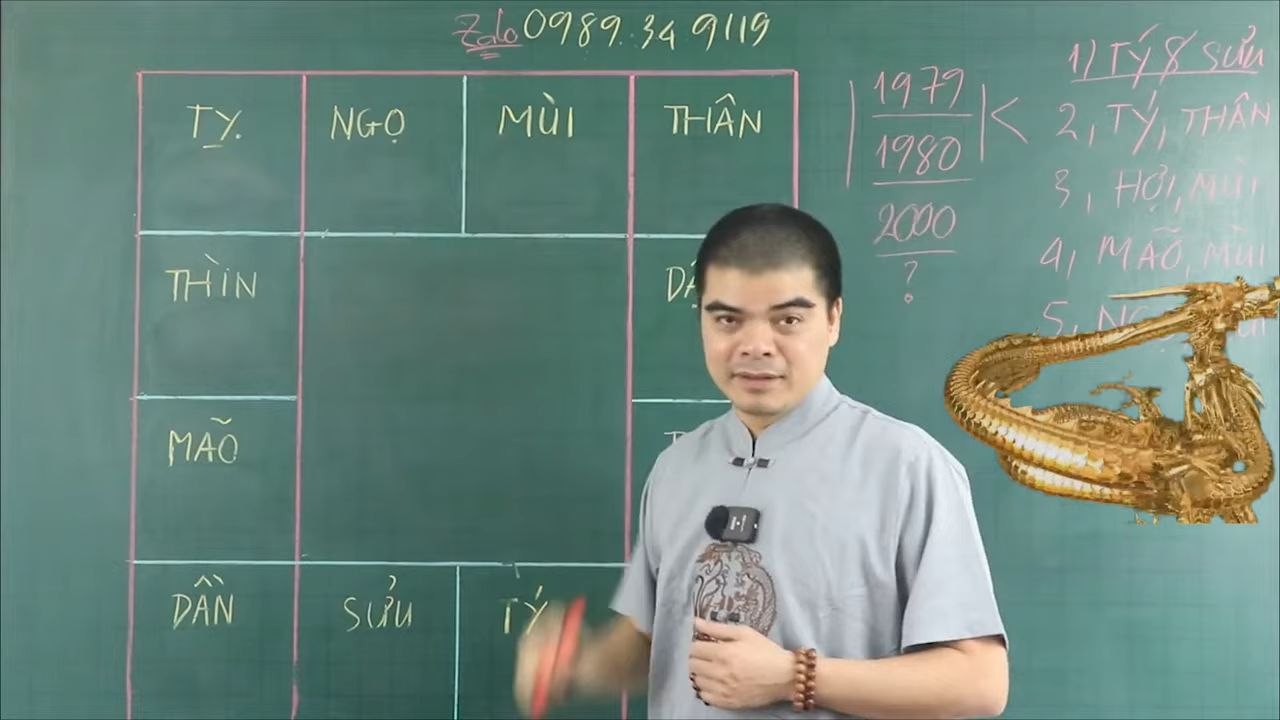 Zalo 0989.34 9119
TỴ
NGỌ
MÙI
THÂN
THÌN
MÃO
DẦN
SỬU
TÝ
1979
1980
2000
?
<
1) TÝ & SỬU
2, TÝ, THÂN
3, HỢI, MÙI
4, MÃO, MÙI
5,